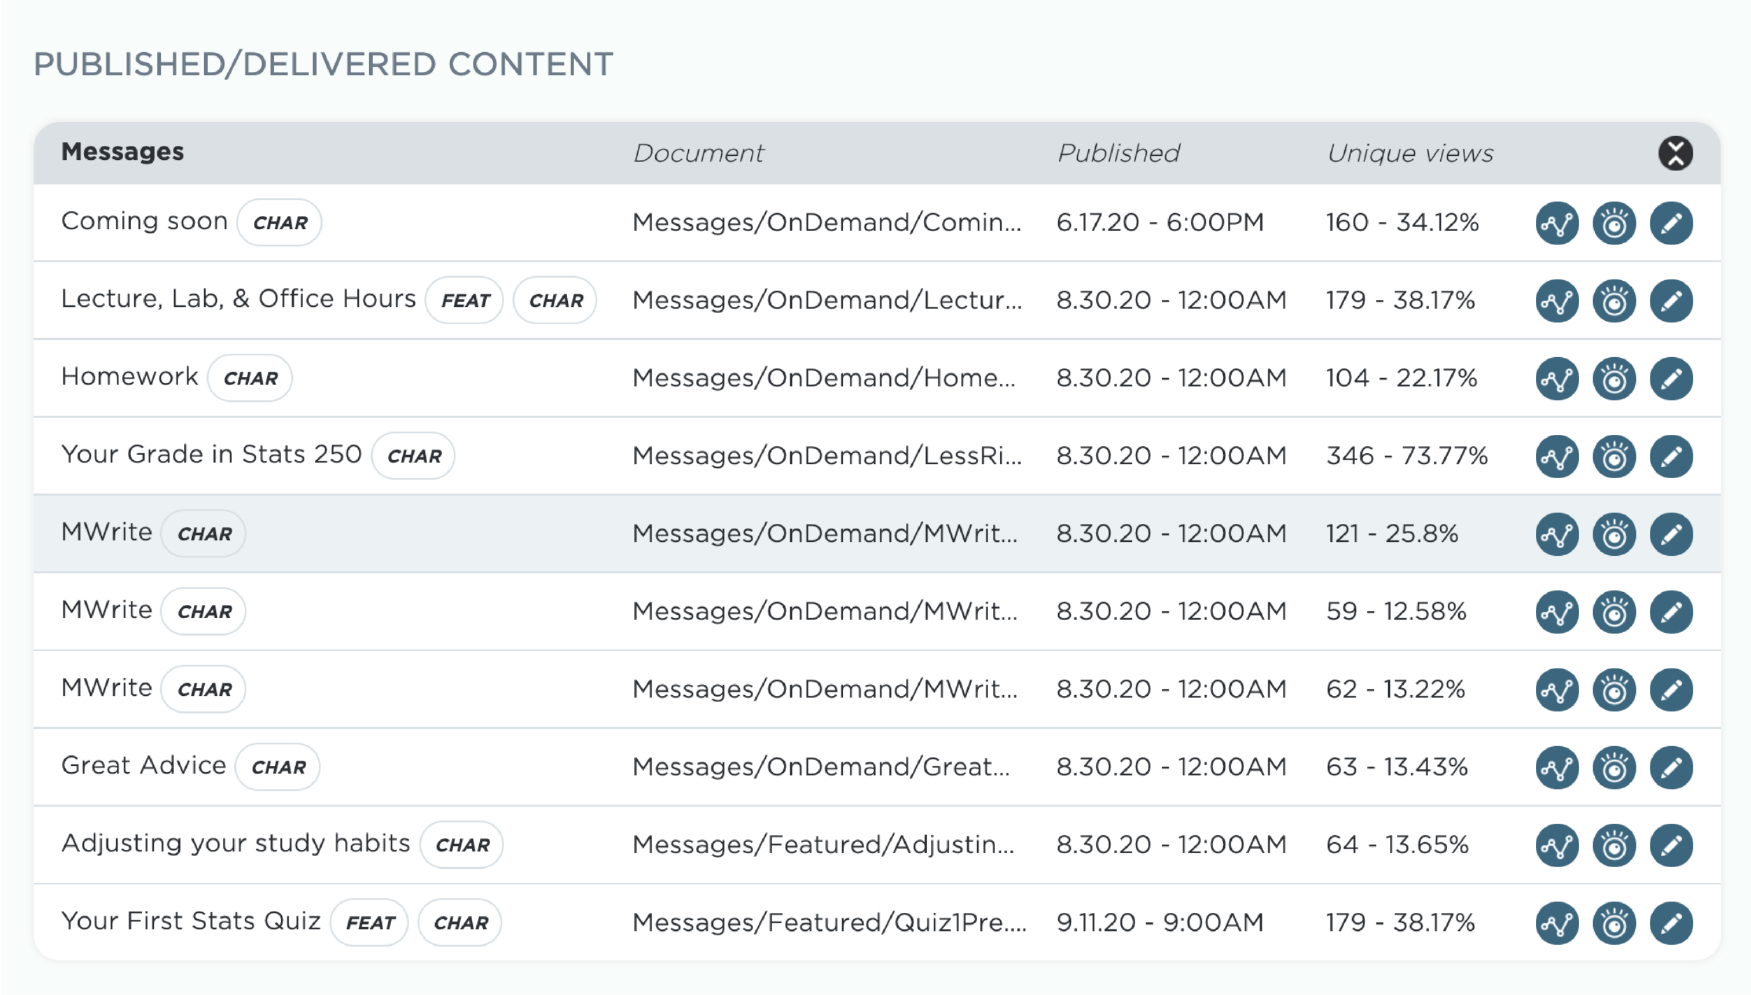 PUBLISHED/DELIVERED CONTENT
Messages Document Published Unique views
Coming soon CHAR Messages/OnDemand/Comin... 6.17.20 - 6:00PM 160 - 34.12%
Lecture, Lab, & Office Hours FEAT CHAR Messages/OnDemand/Lectur... 8.30.20 - 12:00AM 179 - 38.17%
Homework CHAR Messages/OnDemand/Home... 8.30.20 - 12:00AM 104 - 22.17%
Your Grade in Stats 250 CHAR Messages/OnDemand/LessRi... 8.30.20 - 12:00AM 346 - 73.77%
MWrite CHAR Messages/OnDemand/MWrit... 8.30.20 - 12:00AM 121 - 25.8%
MWrite CHAR Messages/OnDemand/MWrit... 8.30.20 - 12:00AM 59 - 12.58%
MWrite CHAR Messages/OnDemand/MWrit... 8.30.20 - 12:00AM 62 - 13.22%
Great Advice CHAR Messages/OnDemand/Great... 8.30.20 - 12:00AM 63 - 13.43%
Adjusting your study habits CHAR Messages/Featured/Adjustin... 8.30.20 - 12:00AM 64 - 13.65%
Your First Stats Quiz FEAT CHAR Messages/Featured/Quiz1Pre.... 9.11.20 - 9:00AM 179 - 38.17%